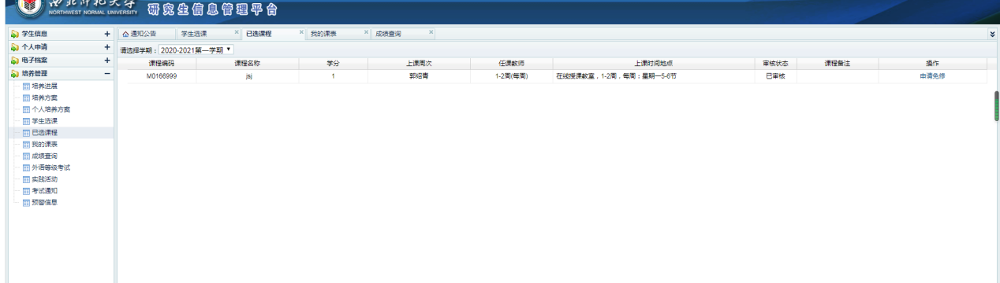 西北师范大学
NORTHWEST NORMAL UNIVERSITY 研究生信息管理平台
学生信息
个人申请
电子档案
培养管理
培养进展
培养方案
个人培养方案
学生选课
已选课程
我的课表
成绩查询
外语等级考试
实践活动
考试通知
预警信息
通知公告 学生选课 已选课程 我的课表 成绩查询
请选择学期：2020-2021第一学期
课程编码 课程名称 学分 上课周次 任课教师 上课时间地点 审核状态 课程备注 操作
M0166999 jsj 1 郭绍青 1-2周(每周) 在线授课教室，1-2周，每周：星期一5-6节 已审核 申请免修